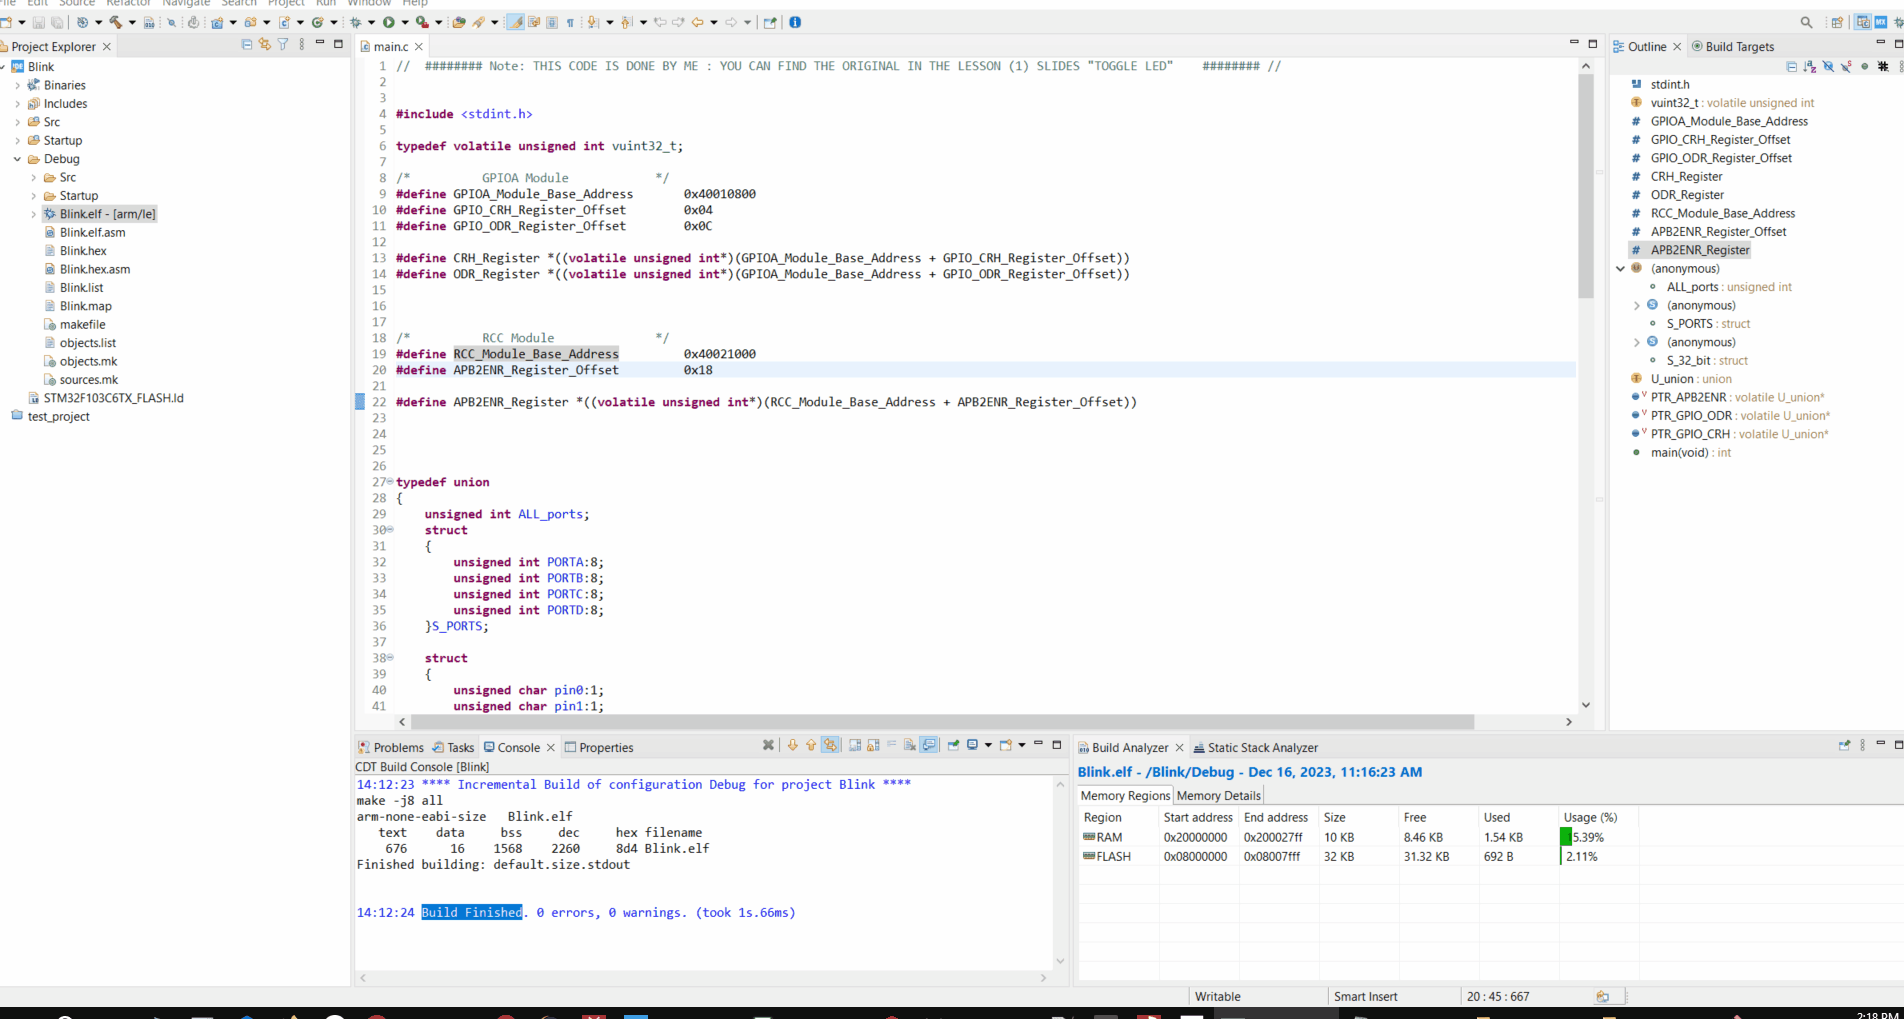 File Edit Source Refactor Navigate Search Project Run Window Help
Project Explorer
Blink
Binaries
Includes
Src
Startup
Debug
Src
Startup
Blink.elf - [arm/le]
Blink.elf.asm
Blink.hex
Blink.hex.asm
Blink.list
Blink.map
makefile
objects.list
objects.mk
sources.mk
STM32F103C6TX_FLASH.ld
test_project
main.c
1 // ######## Note: THIS CODE IS DONE BY ME : YOU CAN FIND THE ORIGINAL IN THE LESSON (1) SLIDES "TOGGLE LED" ######## //
2
3
4 #include <stdint.h>
5
6 typedef volatile unsigned int vuint32_t;
7
8 /* GPIOA Module */
9 #define GPIOA_Module_Base_Address 0x40010800
10 #define GPIO_CRH_Register_Offset 0x04
11 #define GPIO_ODR_Register_Offset 0x0C
12
13 #define CRH_Register *((volatile unsigned int*)(GPIOA_Module_Base_Address + GPIO_CRH_Register_Offset))
14 #define ODR_Register *((volatile unsigned int*)(GPIOA_Module_Base_Address + GPIO_ODR_Register_Offset))
15
16
17
18 /* RCC Module */
19 #define RCC_Module_Base_Address 0x40021000
20 #define APB2ENR_Register_Offset 0x18
21
22 #define APB2ENR_Register *((volatile unsigned int*)(RCC_Module_Base_Address + APB2ENR_Register_Offset))
23
24
25
26
27 typedef union
28 {
29 unsigned int ALL_ports;
30 struct
31 {
32 unsigned int PORTA:8;
33 unsigned int PORTB:8;
34 unsigned int PORTC:8;
35 unsigned int PORTD:8;
36 }S_PORTS;
37
38 struct
39 {
40 unsigned char pin0:1;
41 unsigned char pin1:1;
Outline Build Targets
stdint.h
vuint32_t : volatile unsigned int
GPIOA_Module_Base_Address
GPIO_CRH_Register_Offset
GPIO_ODR_Register_Offset
CRH_Register
ODR_Register
RCC_Module_Base_Address
APB2ENR_Register_Offset
APB2ENR_Register
(anonymous)
ALL_ports : unsigned int
(anonymous)
S_PORTS : struct
(anonymous)
S_32_bit : struct
U_union : union
PTR_APB2ENR : volatile U_union*
PTR_GPIO_ODR : volatile U_union*
PTR_GPIO_CRH : volatile U_union*
main(void) : int
Problems Tasks Console Properties
CDT Build Console [Blink]
14:12:23 **** Incremental Build of configuration Debug for project Blink ****
make -j8 all
arm-none-eabi-size Blink.elf
text data bss dec hex filename
676 16 1568 2260 8d4 Blink.elf
Finished building: default.size.stdout
14:12:24 Build Finished. 0 errors, 0 warnings. (took 1s.66ms)
Build Analyzer Static Stack Analyzer
Blink.elf - /Blink/Debug - Dec 16, 2023, 11:16:23 AM
Memory Regions Memory Details
Region Start address End address Size Free Used Usage (%)
RAM 0x20000000 0x200027ff 10 KB 8.46 KB 1.54 KB 15.39%
FLASH 0x08000000 0x08007fff 32 KB 31.32 KB 692 B 2.11%
Writable Smart Insert 20 : 45 : 667
2:18 PM